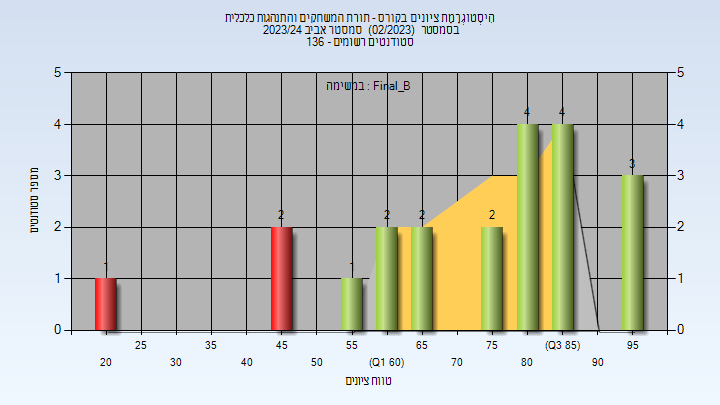 הִיסְטוֹגְרַמַת ציונים בקורס - תורת המשחקים והתנהגות כלכלית
בסמסטר (02/2023) סמסטר אביב 2023/24
סטודנטים רשומים - 136
במשימה : Final_B
מספר סטודנטים
5 5
4 4
3 3
2 2
1 1
0 0
1 2 1 2 2 2 4 4 3
25 35 45 55 65 75 (Q3 85) 95
20 30 40 50 (Q1 60) 70 80 90
טווח ציונים